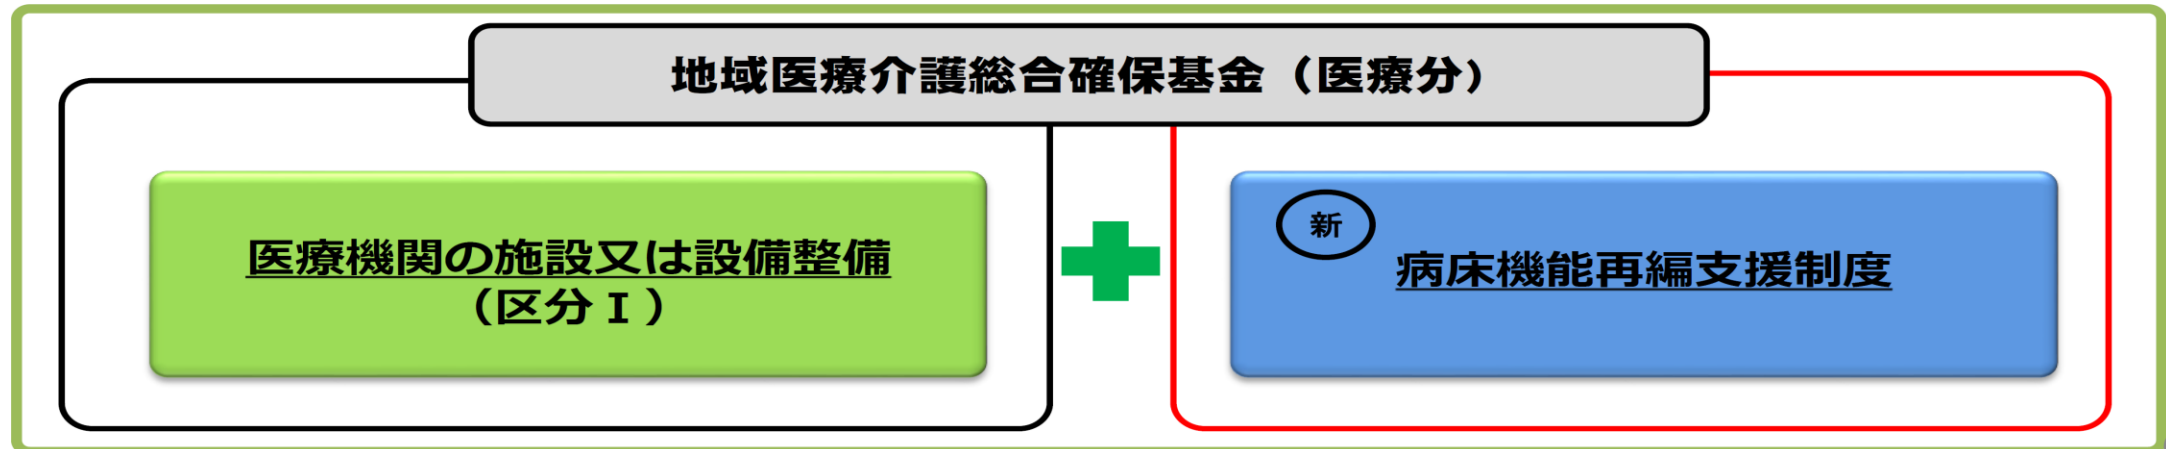 地域医療介護総合確保基金（医療分）
医療機関の施設又は設備整備
（区分Ⅰ）
新
病床機能再編支援制度